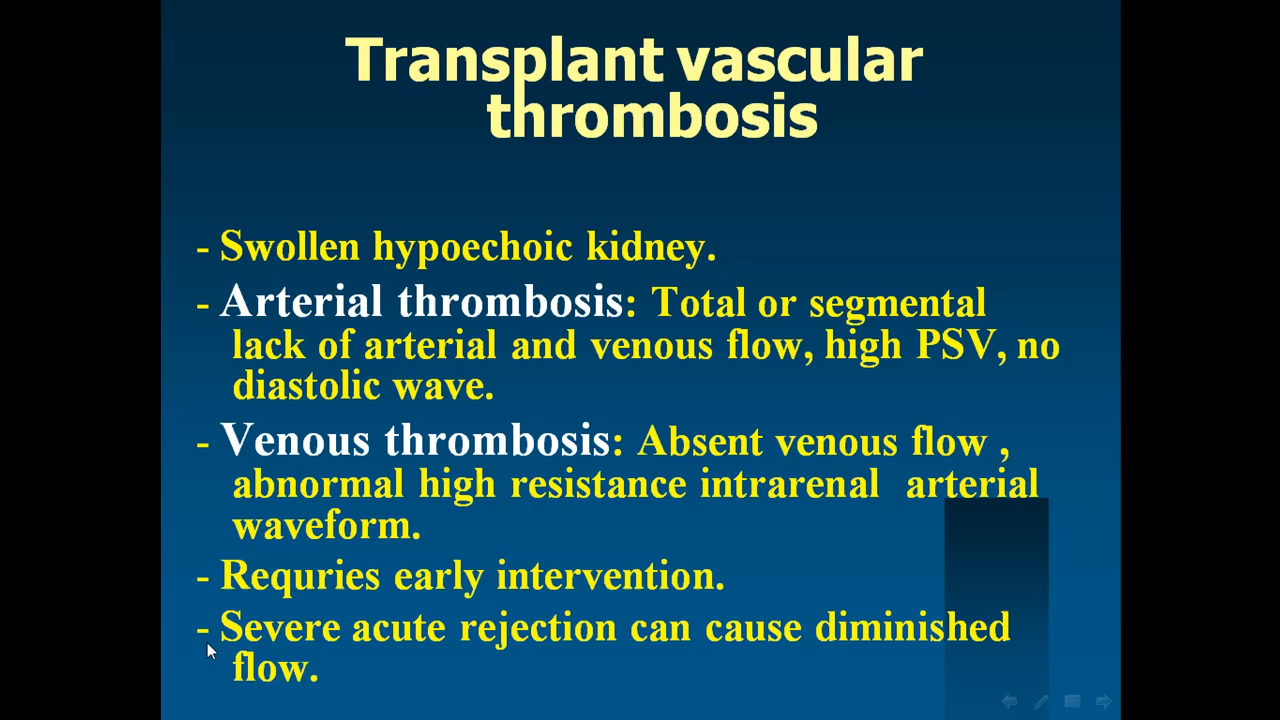 Transplant vascular
thrombosis
- Swollen hypoechoic kidney.
- Arterial thrombosis: Total or segmental
lack of arterial and venous flow, high PSV, no
diastolic wave.
- Venous thrombosis: Absent venous flow ,
abnormal high resistance intrarenal arterial
waveform.
- Requries early intervention.
- Severe acute rejection can cause diminished
flow.